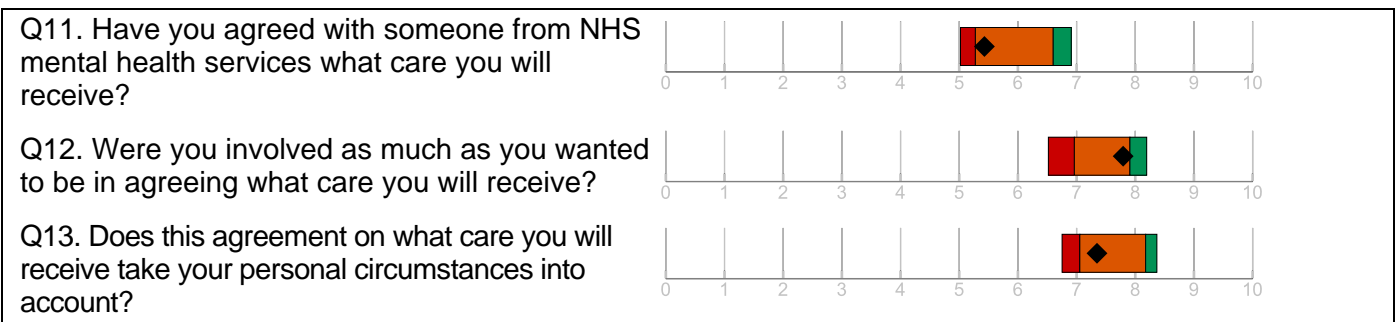 Q11. Have you agreed with someone from NHS
mental health services what care you will
receive?
0 1 2 3 4 5 6 7 8 9 10
Q12. Were you involved as much as you wanted
to be in agreeing what care you will receive?
0 1 2 3 4 5 6 7 8 9 10
Q13. Does this agreement on what care you will
receive take your personal circumstances into
account?
0 1 2 3 4 5 6 7 8 9 10